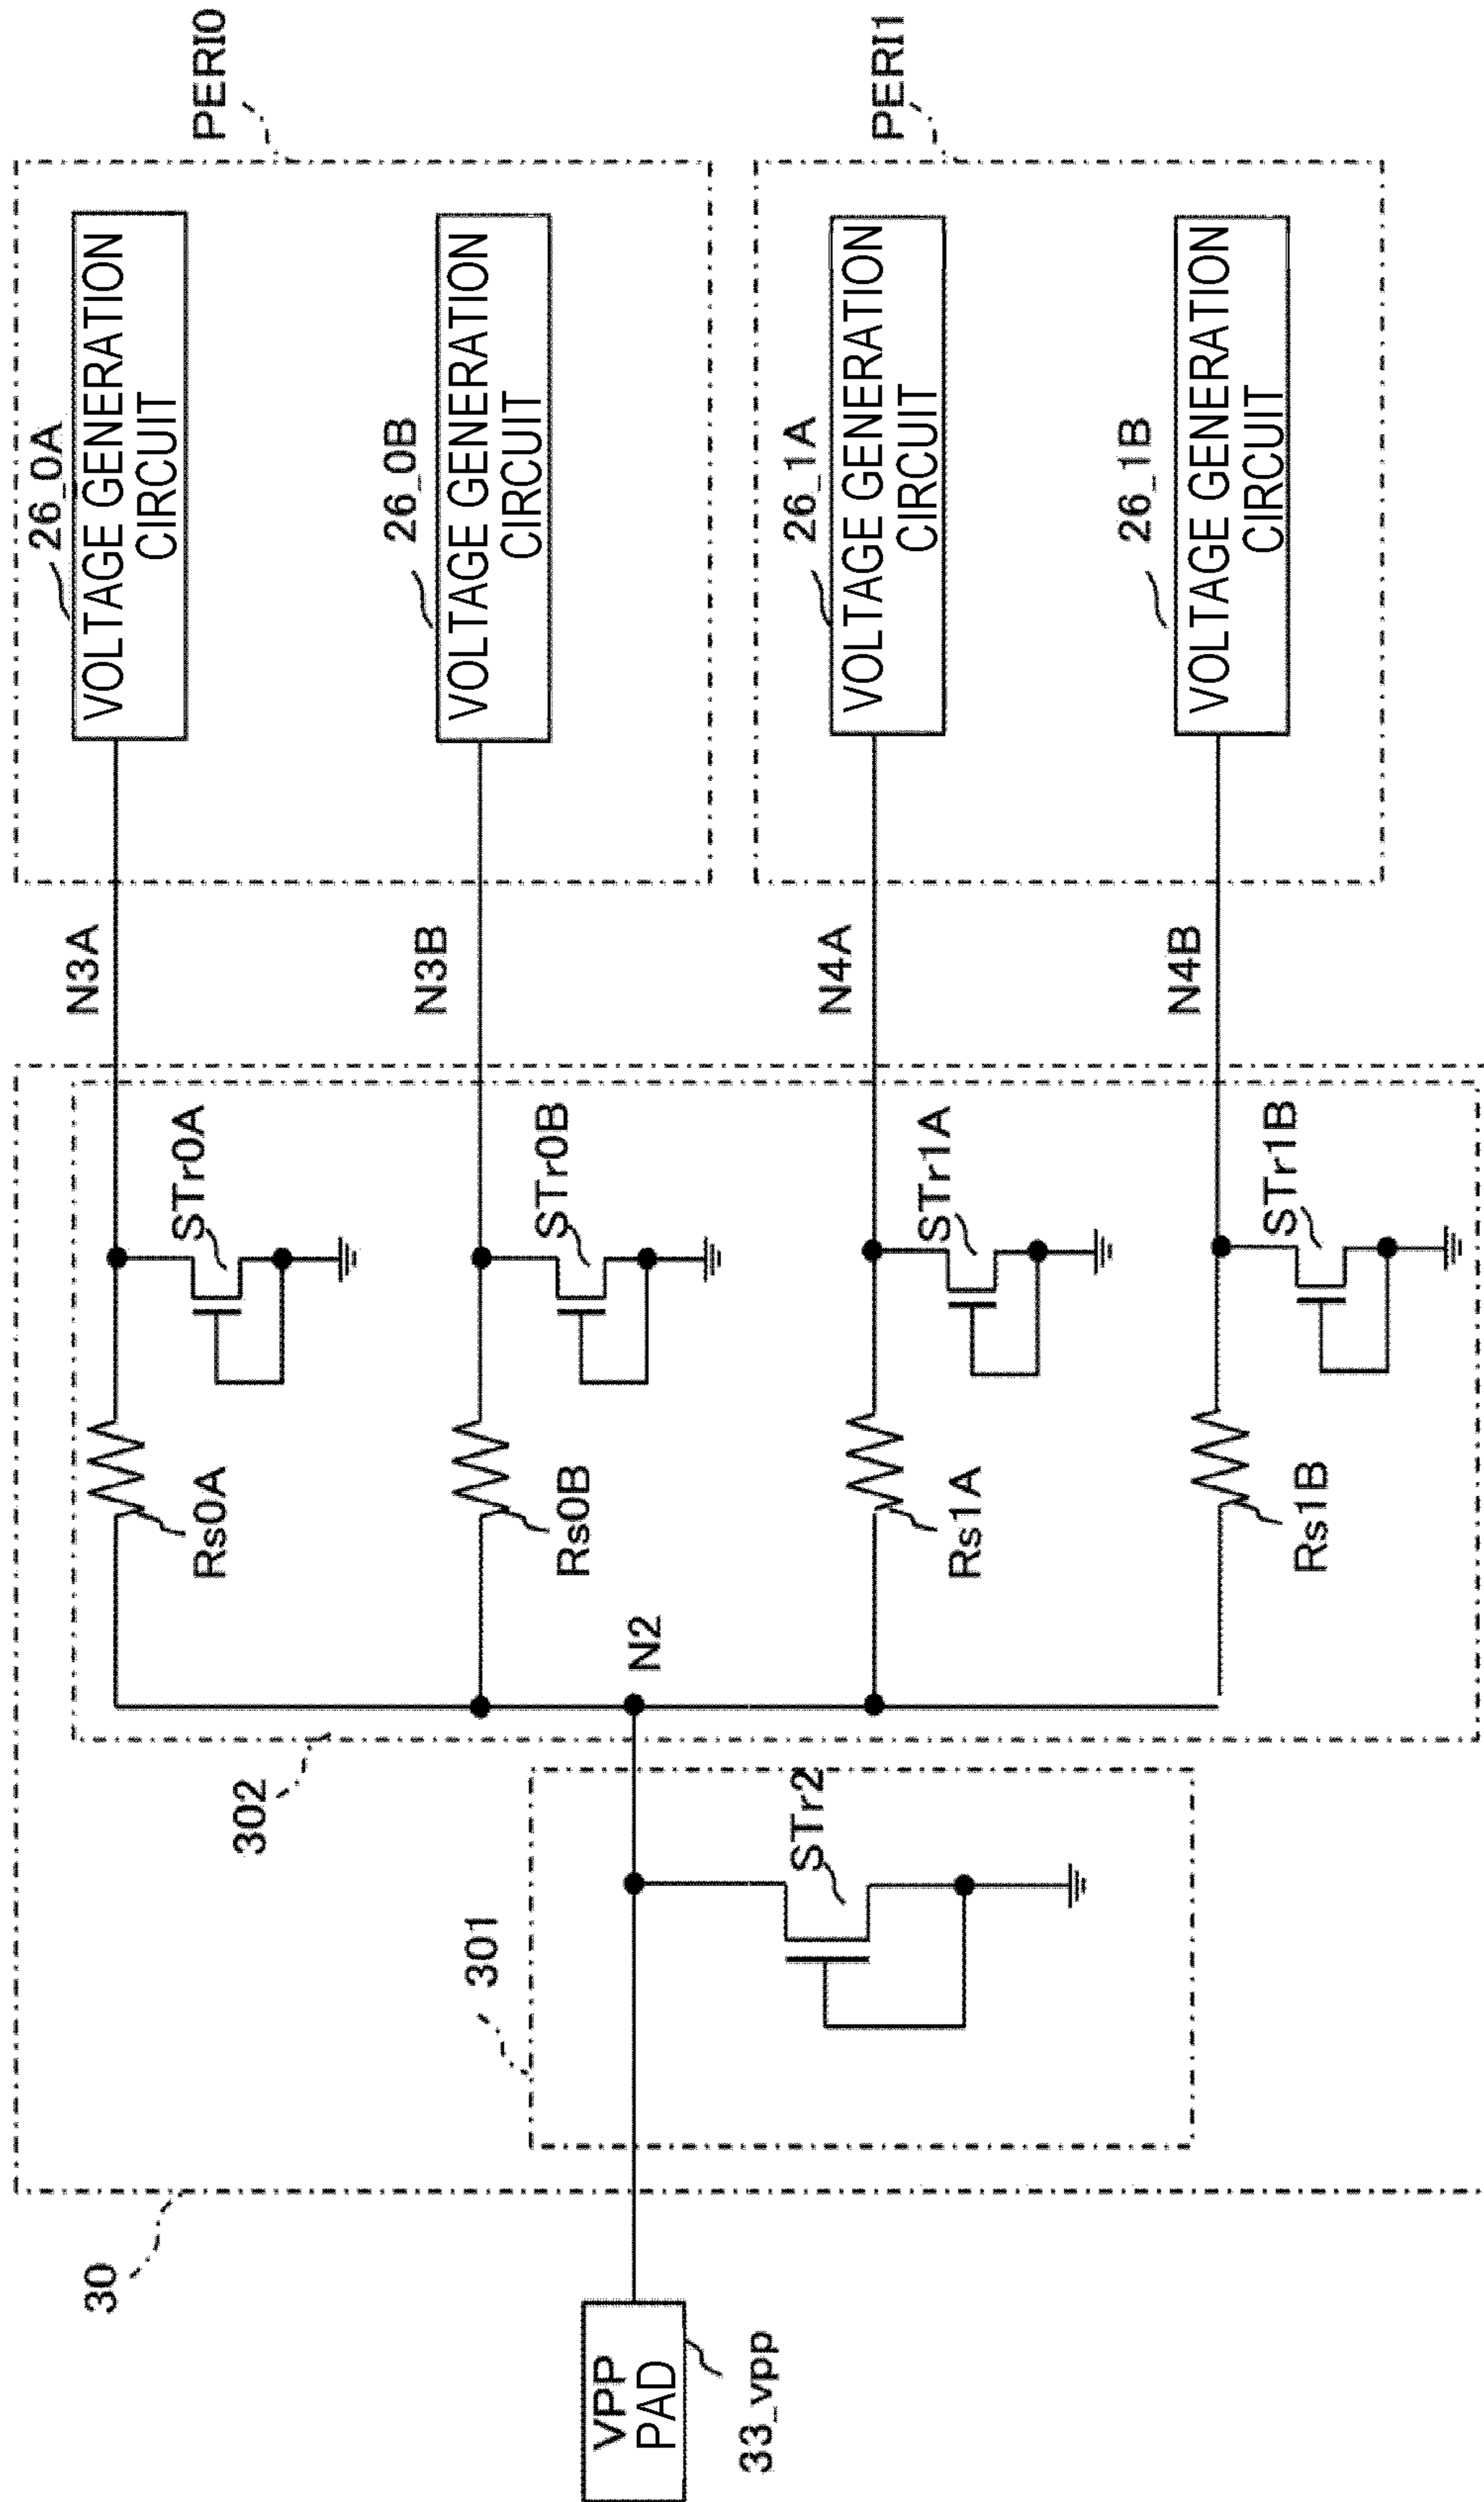 PERI0
26_0A
VOLTAGE GENERATION
CIRCUIT
26_0B
VOLTAGE GENERATION
CIRCUIT
PERI1
26_1A
VOLTAGE GENERATION
CIRCUIT
26_1B
VOLTAGE GENERATION
CIRCUIT
N3A
N3B
N4A
N4B
STr0A
STr0B
STr1A
STr1B
Rs0A
Rs0B
Rs1A
Rs1B
N2
302
301
STr2
30
VPP
PAD
33_vpp